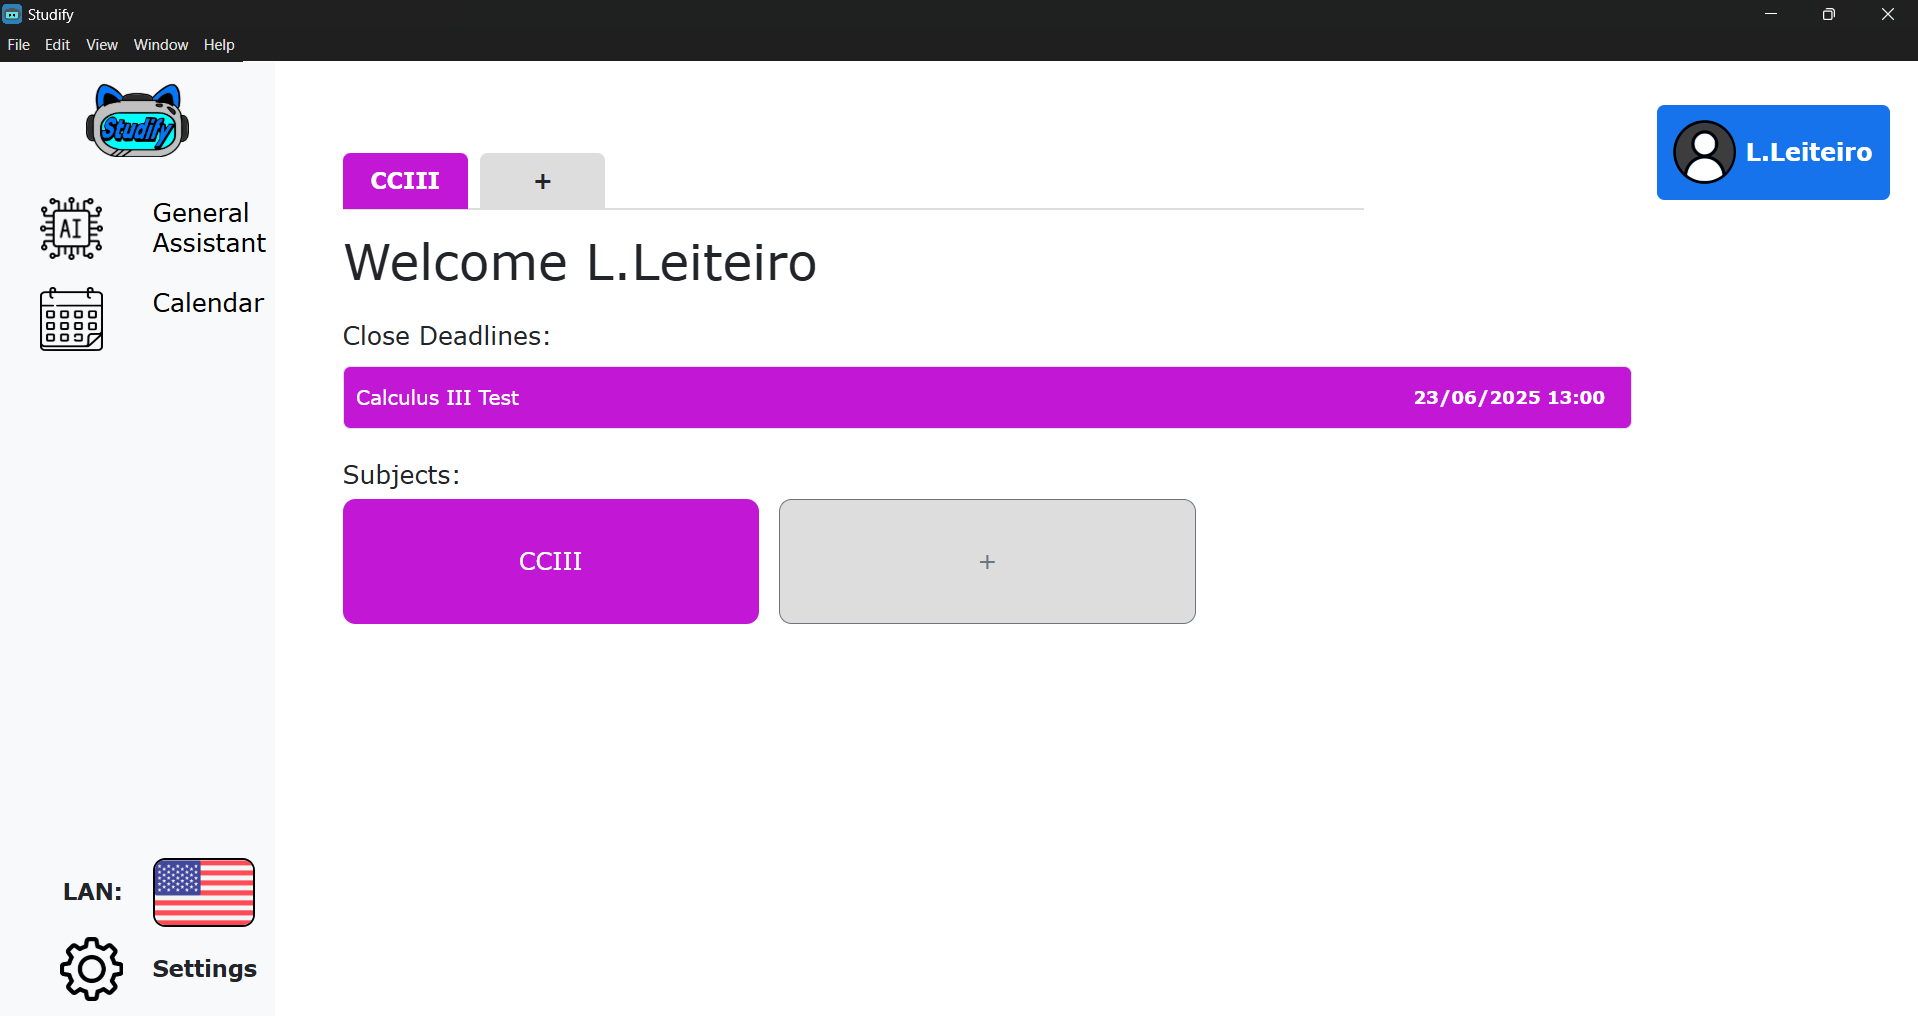 Studify
File Edit View Window Help
Studify
AI
General
Assistant
Calendar
LAN:
Settings
CCIII
+
L.Leiteiro
Welcome L.Leiteiro
Close Deadlines:
Calculus III Test 23/06/2025 13:00
Subjects:
CCIII
+